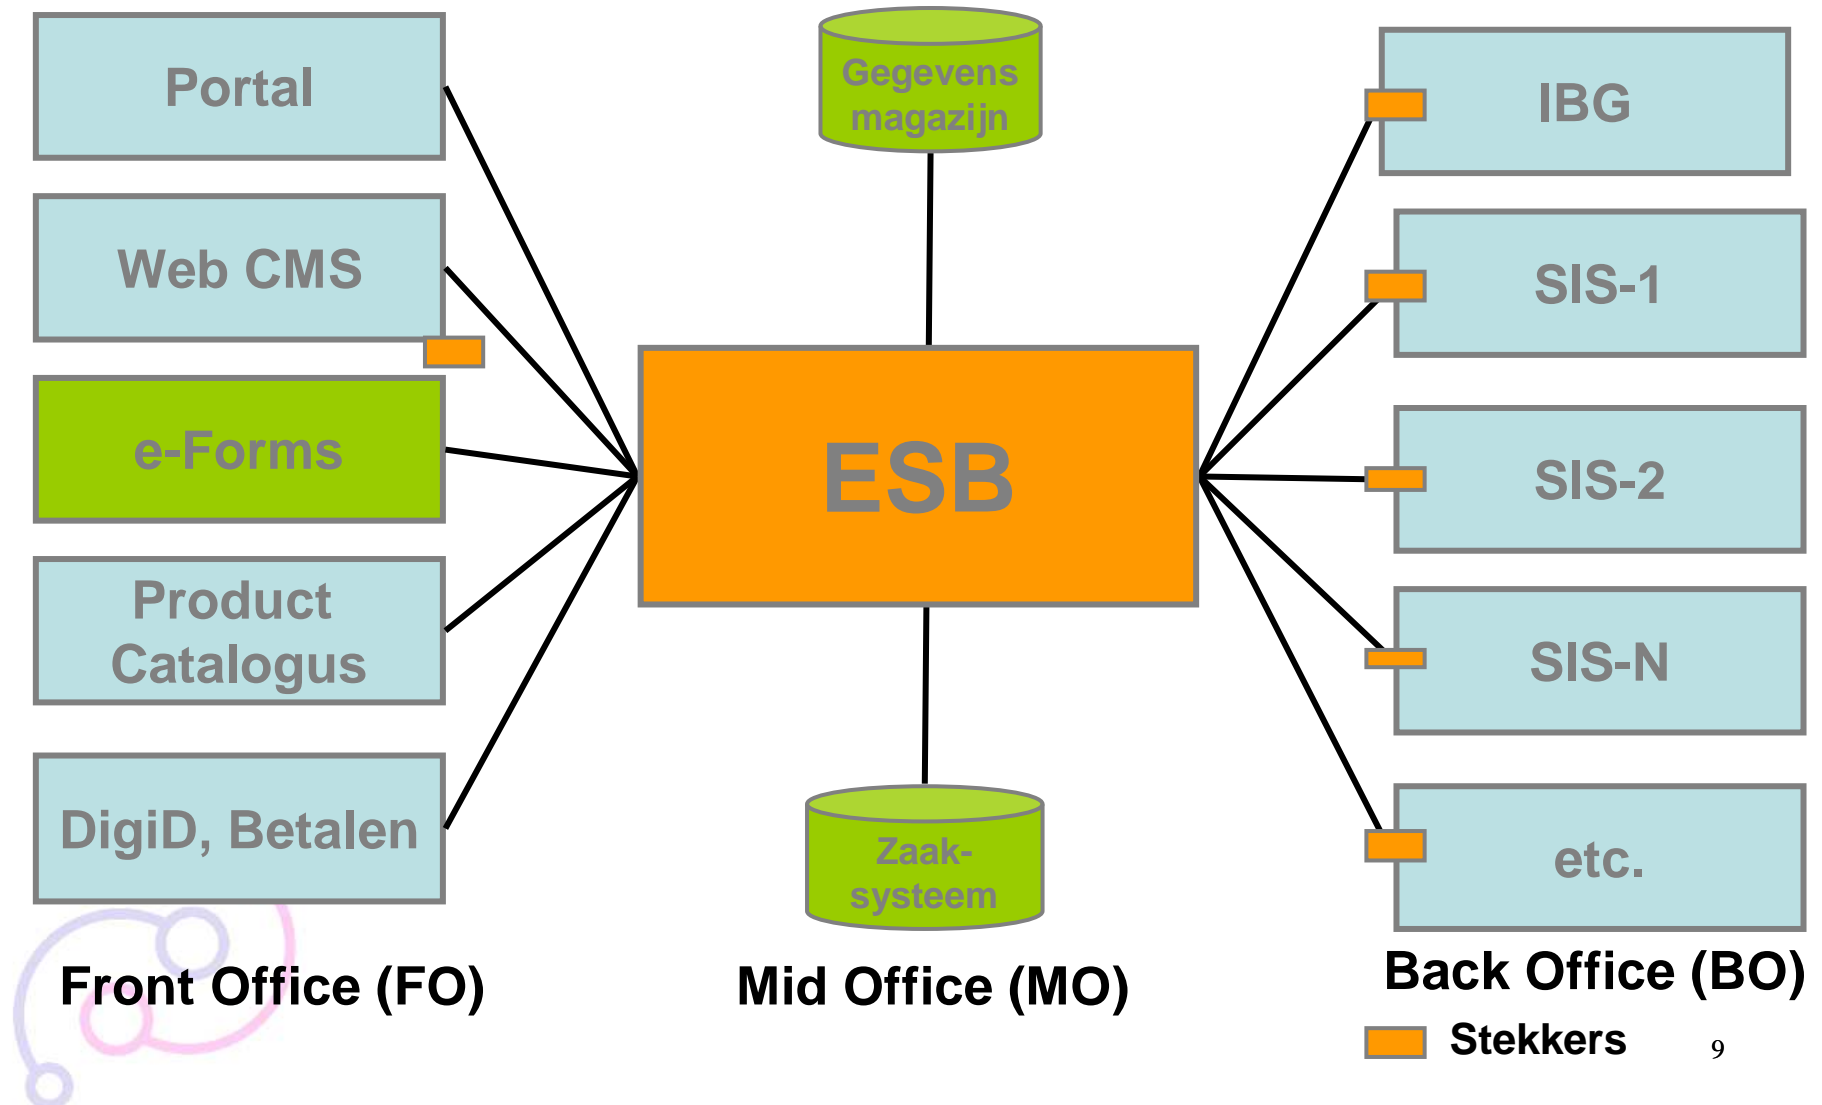 Portal
Web CMS
e-Forms
Product
Catalogus
DigiD, Betalen
Front Office (FO)
Gegevens
magazijn
ESB
Zaak-
systeem
Mid Office (MO)
IBG
SIS-1
SIS-2
SIS-N
etc.
Back Office (BO)
Stekkers
9